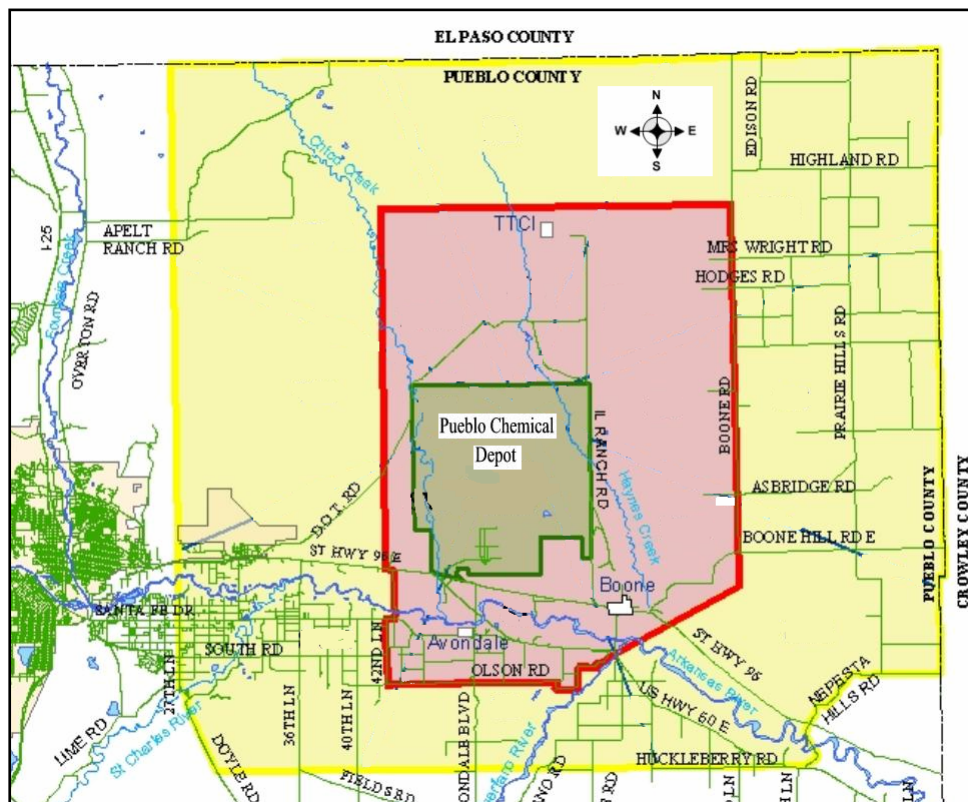 EL PASO COUNTY
PUEBLO COUNTY
N
W
E
S
EDISON RD
HIGHLAND RD
Chico Creek
TTCI
I-25
APELT
RANCH RD
MRS WRIGHT RD
HODGES RD
Fountain Creek
OVERTON RD
PRAIRIE HILLS RD
BOONE RD
Pueblo Chemical
Depot
IL RANCH RD
Haynes Creek
D.O.T. RD
ASBRIDGE RD
ST HWY 96 E
BOONE HILL RD E
PUEBLO COUNTY
CROWLEY COUNTY
Boone
SANTA FE DR
Avondale
SOUTH RD
OLSON RD
42ND LN
27TH LN
36TH LN
40TH LN
ST HWY 96
Arkansas River
US HWY 60 E
NEPESTA
HILLS RD
LIME RD
St Charles River
DOYLE RD
FIELDS RD
ONDALE BLVD
HUCKLEBERRY RD